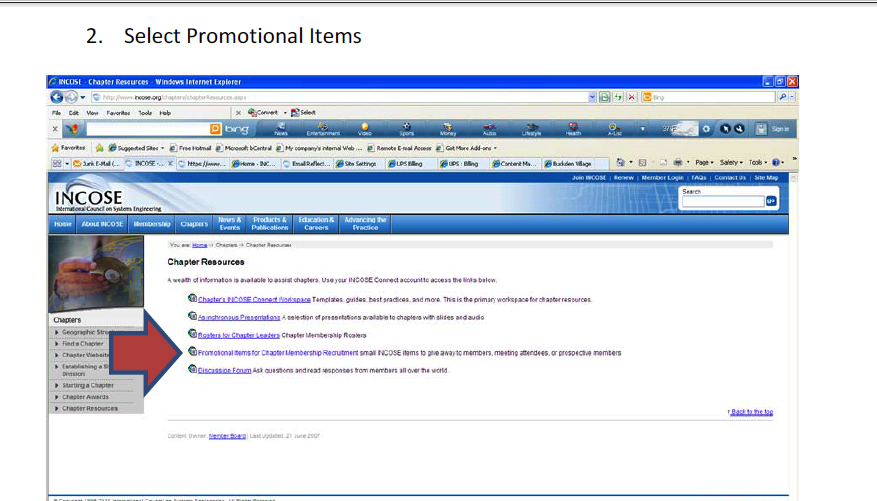 2. Select Promotional Items
INCOSE - Chapter Resources - Windows Internet Explorer
http://www.incose.org/chapters/chapterResources.aspx
Bing
File Edit View Favorites Tools Help
Convert Select
bing News Entertainment Video Sports Money Autos Lifestyle Health A-List Sign in
Favorites Suggested Sites Free Hotmail Microsoft bCentral My company's internal Web ... Remote E-mail Access Get More Add-ons
Junk E-Mail (... INCOSE -... https://www... Home - INC... Email Reflect... Site Settings UPS Billing UPS : Billing Content Ma... Buckden Village Page Safety Tools
Join INCOSE | Renew | Member Login | FAQs | Contact Us | Site Map
INCOSE
International Council on Systems Engineering
Search
Home About INCOSE Membership Chapters News & Events Products & Publications Education & Careers Advancing the Practice
You are: Home -> Chapters -> Chapter Resources
Chapter Resources
A wealth of information is available to assist chapters. Use your INCOSE Connect account to access the links below.
Chapter's INCOSE Connect Workspace Templates, guides, best practices, and more. This is the primary workspace for chapter resources.
Asynchronous Presentations A selection of presentations available to chapters with slides and audio
Rosters for Chapter Leaders Chapter Membership Rosters
Promotional Items for Chapter Membership Recruitment small INCOSE items to give away to members, meeting attendees, or prospective members
Discussion Forum Ask questions and read responses from members all over the world.
Chapters
Geographic
Find a Chapter
Chapter
Establishing a
Division
Starting a Chapter
Chapter Awards
Chapter Resources
↑ Back to the top
Content Owner: Member Board | Last Updated: 21 June 2007